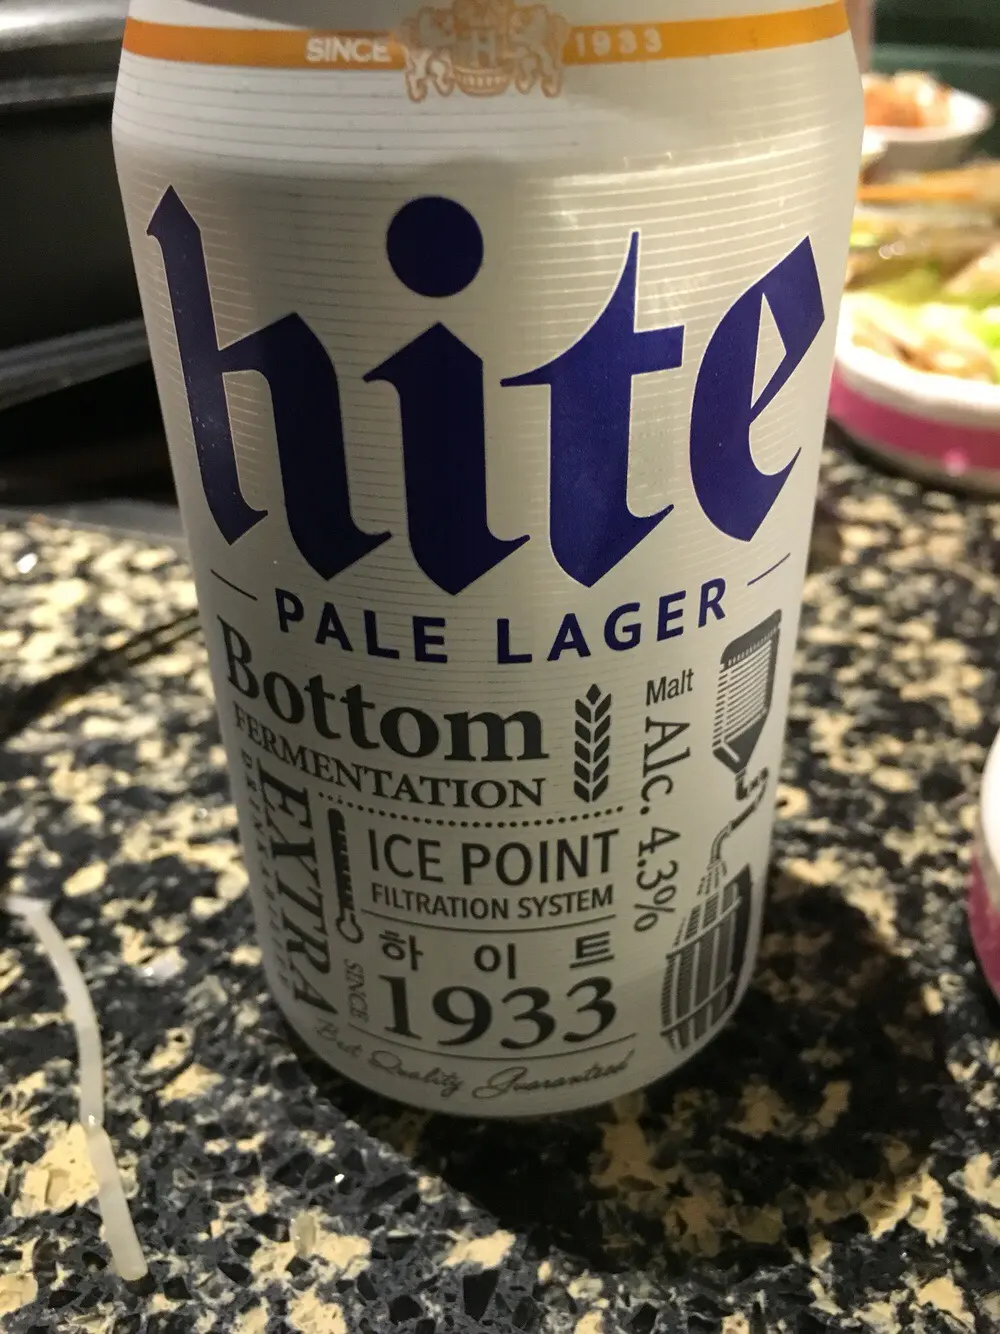 SINCE H 1933
hite
PALE LAGER
Bottom
FERMENTATION
Malt
Alc. 4.3%
EXTRA
ICE POINT
FILTRATION SYSTEM
하이트
SINCE
1933
Best Quality Guaranteed